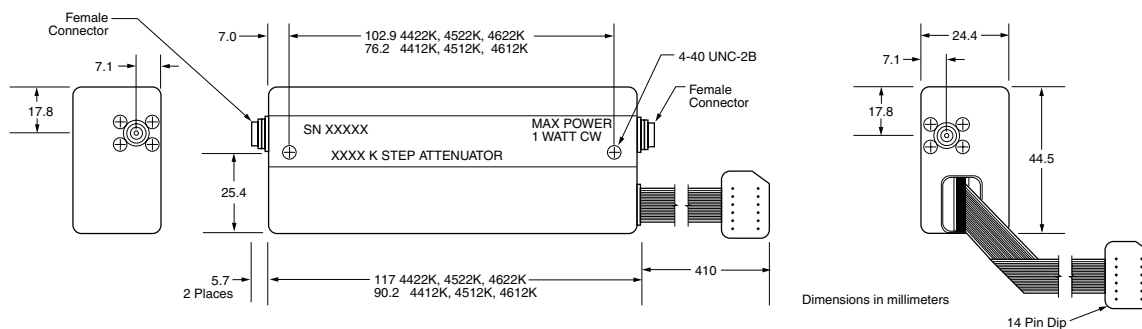 Female
Connector
7.0
102.9 4422K, 4522K, 4622K
76.2 4412K, 4512K, 4612K
4-40 UNC-2B
Female
Connector
7.1
17.8
SN XXXXX
MAX POWER
1 WATT CW
XXXX K STEP ATTENUATOR
25.4
5.7
2 Places
117 4422K, 4522K, 4622K
90.2 4412K, 4512K, 4612K
410
24.4
7.1
17.8
44.5
Dimensions in millimeters
14 Pin Dip